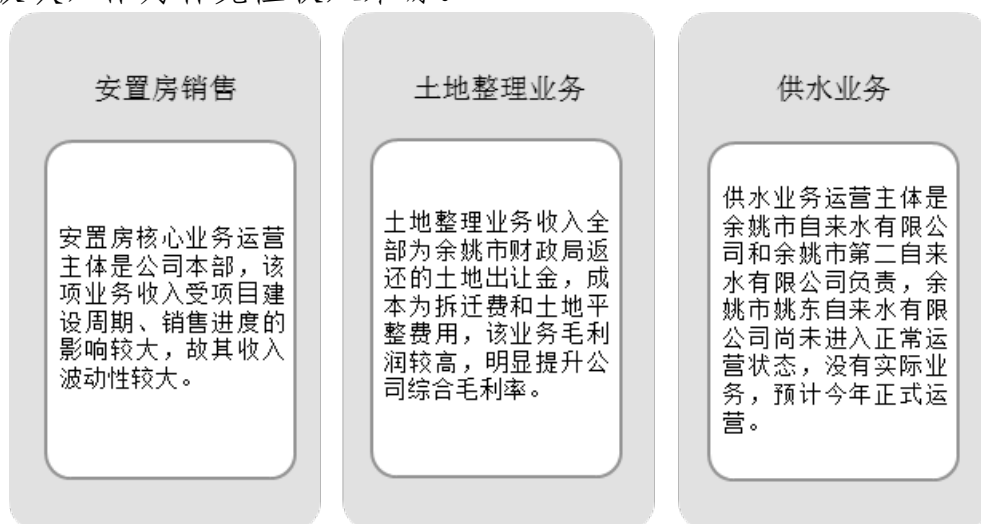 安置房销售
安置房核心业务运营
主体是公司本部，该
项业务收入受项目建
设周期、销售进度的
影响较大，故其收入
波动性较大。
土地整理业务
土地整理业务收入全
部为余姚市财政局返
还的土地出让金，成
本为拆迁费和土地平
整费用，该业务毛利
润较高，明显提升公
司综合毛利率。
供水业务
供水业务运营主体是
余姚市自来水有限公
司和余姚市第二自来
水有限公司负责，余
姚市姚东自来水有限
公司尚未进入正常运
营状态，没有实际业
务，预计今年正式运
营。